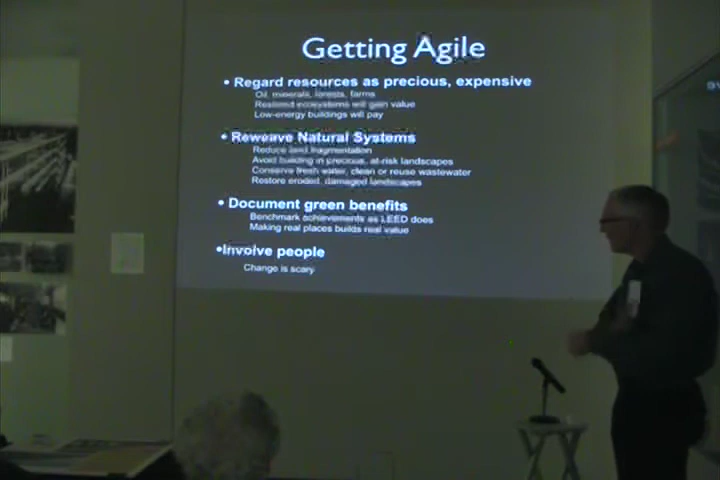 Getting Agile
• Regard resources as precious, expensive
Oil, minerals, forests, farms
Restored ecosystems will gain value
Low-energy buildings will pay
• Reweave Natural Systems
Reduce land fragmentation
Avoid building in precious, at-risk landscapes
Conserve fresh water, clean or reuse wastewater
Restore eroded, damaged landscapes
• Document green benefits
Benchmark achievements as LEED does
Making real places builds real value
•Involve people
Change is scary